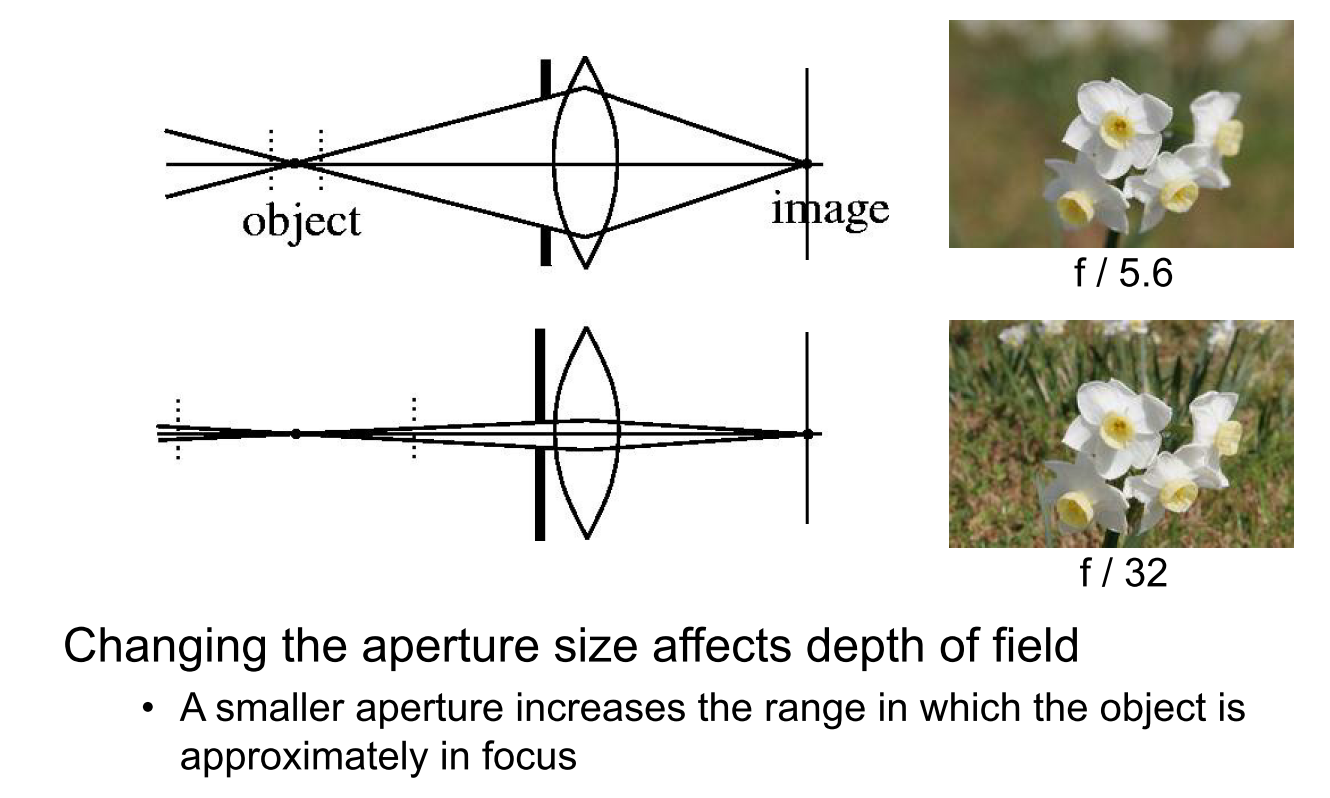 object
image
f / 5.6
f / 32
Changing the aperture size affects depth of field
• A smaller aperture increases the range in which the object is
approximately in focus